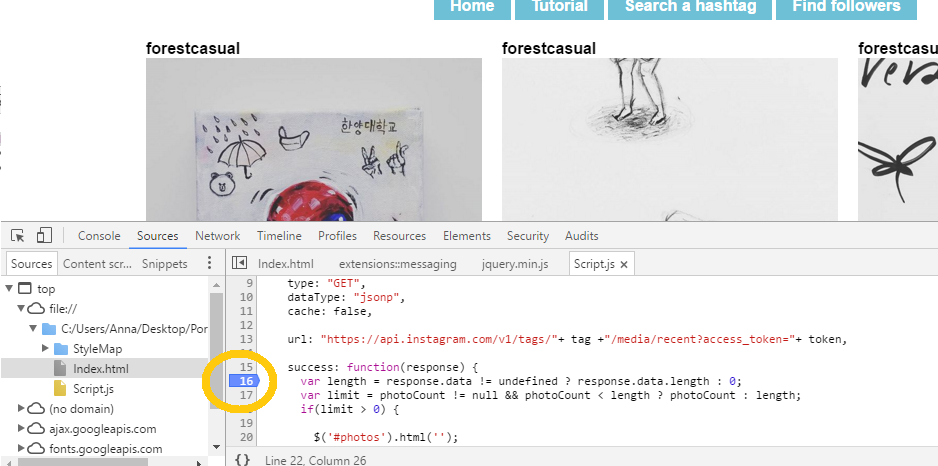 Home Tutorial Search a hashtag Find followers
forestcasual forestcasual forestcasu
한양대학교
vera
Console Sources Network Timeline Profiles Resources Elements Security Audits
Sources Content scr... Snippets Index.html extensions::messaging jquery.min.js Script.js ×
top
file://
C:/Users/Anna/Desktop/Por
StyleMap
Index.html
Script.js
(no domain)
ajax.googleapis.com
fonts.googleapis.com
9 type: "GET",
10 dataType: "jsonp",
11 cache: false,
12
13 url: "https://api.instagram.com/v1/tags/"+ tag +"/media/recent?access_token="+ token,
14
15 success: function(response) {
16 var length = response.data != undefined ? response.data.length : 0;
17 var limit = photoCount != null && photoCount < length ? photoCount : length;
18 if(limit > 0) {
19
20 $('#photos').html('');
{} Line 22, Column 26